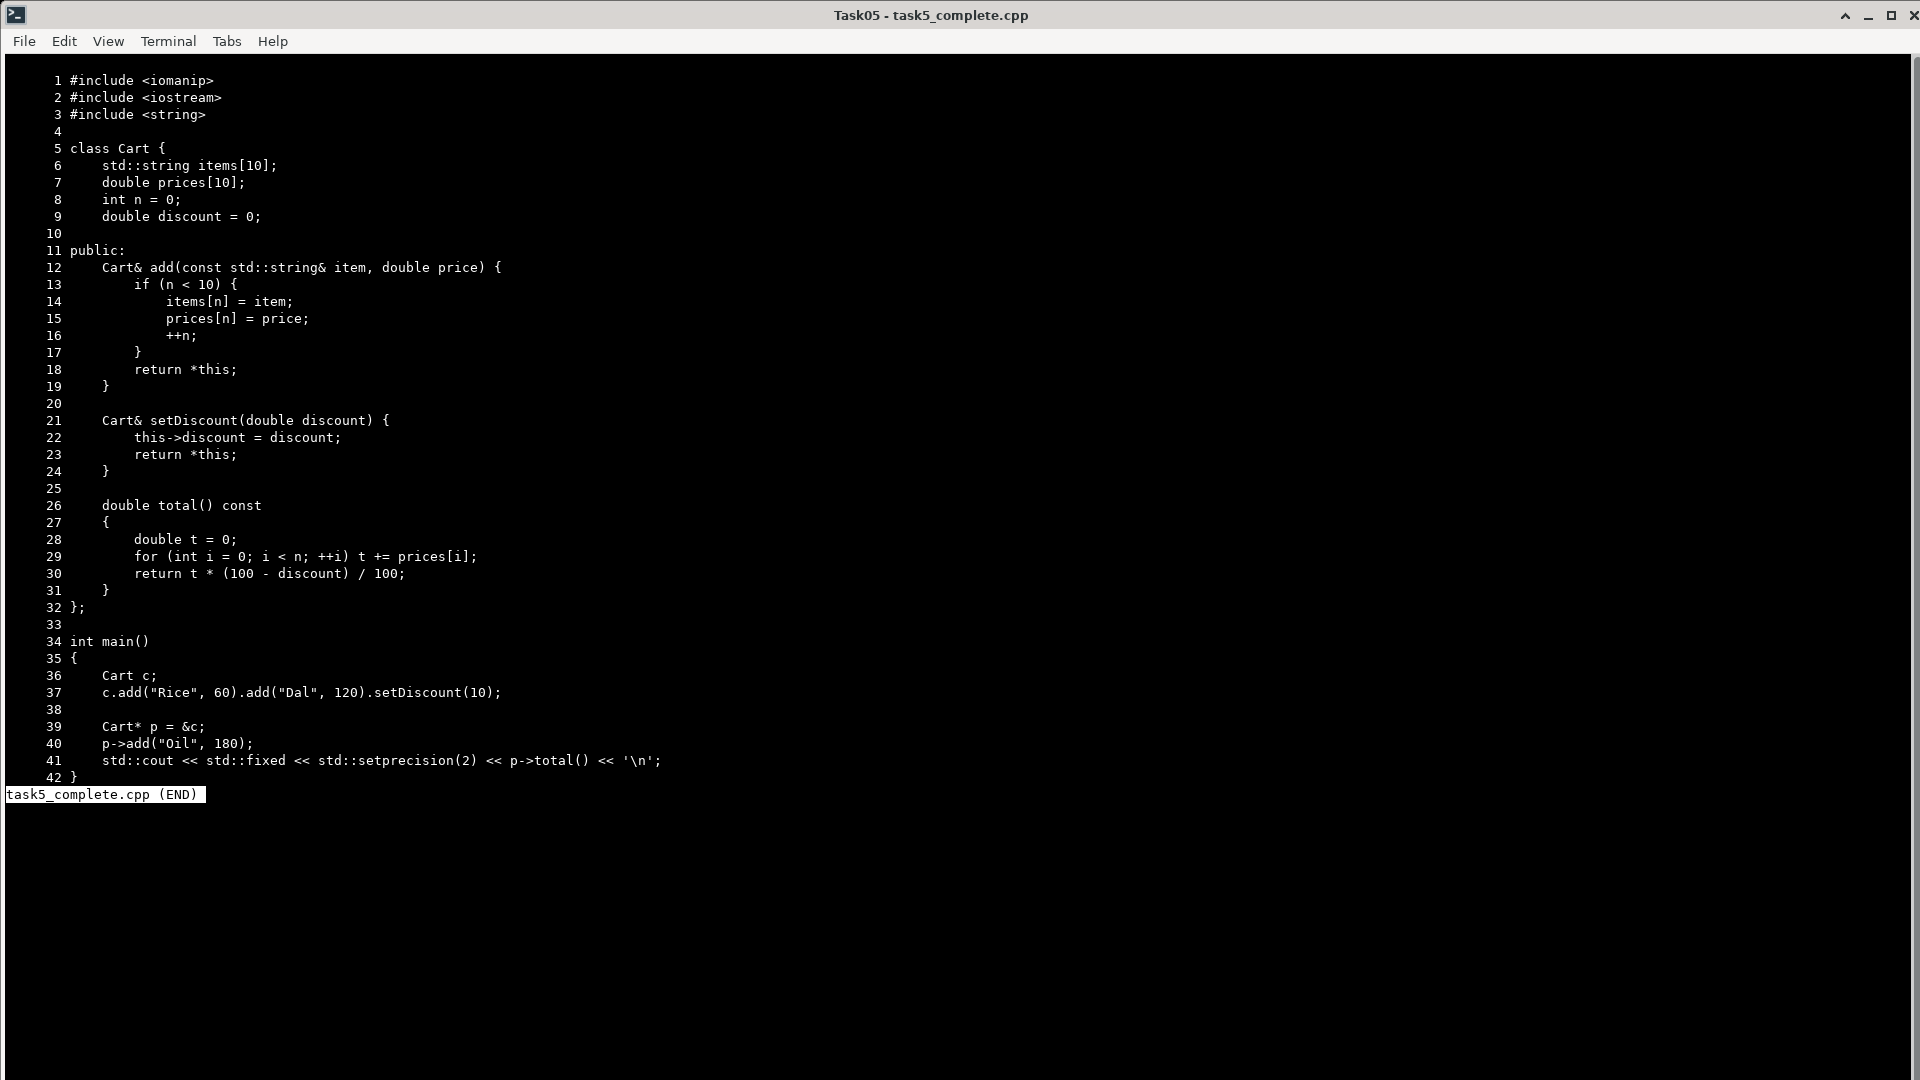 Task05 - task5_complete.cpp
File Edit View Terminal Tabs Help
1 #include <iomanip>
2 #include <iostream>
3 #include <string>
4
5 class Cart {
6     std::string items[10];
7     double prices[10];
8     int n = 0;
9     double discount = 0;
10
11 public:
12     Cart& add(const std::string& item, double price) {
13         if (n < 10) {
14             items[n] = item;
15             prices[n] = price;
16             ++n;
17         }
18         return *this;
19     }
20
21     Cart& setDiscount(double discount) {
22         this->discount = discount;
23         return *this;
24     }
25
26     double total() const
27     {
28         double t = 0;
29         for (int i = 0; i < n; ++i) t += prices[i];
30         return t * (100 - discount) / 100;
31     }
32 };
33
34 int main()
35 {
36     Cart c;
37     c.add("Rice", 60).add("Dal", 120).setDiscount(10);
38
39     Cart* p = &c;
40     p->add("Oil", 180);
41     std::cout << std::fixed << std::setprecision(2) << p->total() << '\n';
42 }
task5_complete.cpp (END)